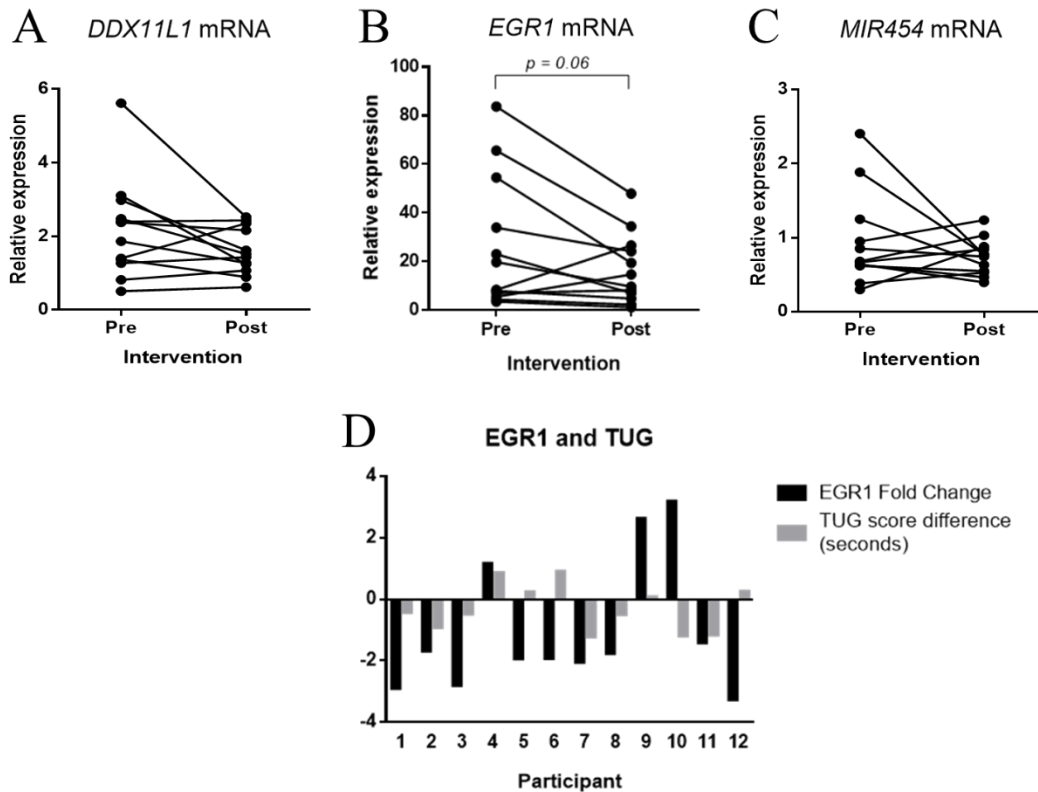 A
DDX11L1 mRNA
6
4
2
0
Relative expression
Pre
Post
Intervention
B
EGR1 mRNA
p = 0.06
100
80
60
40
20
0
Relative expression
Pre
Post
Intervention
C
MIR454 mRNA
3
2
1
0
Relative expression
Pre
Post
Intervention
D
EGR1 and TUG
4
2
0
-2
-4
1 2 3 4 5 6 7 8 9 10 11 12
Participant
EGR1 Fold Change
TUG score difference
(seconds)